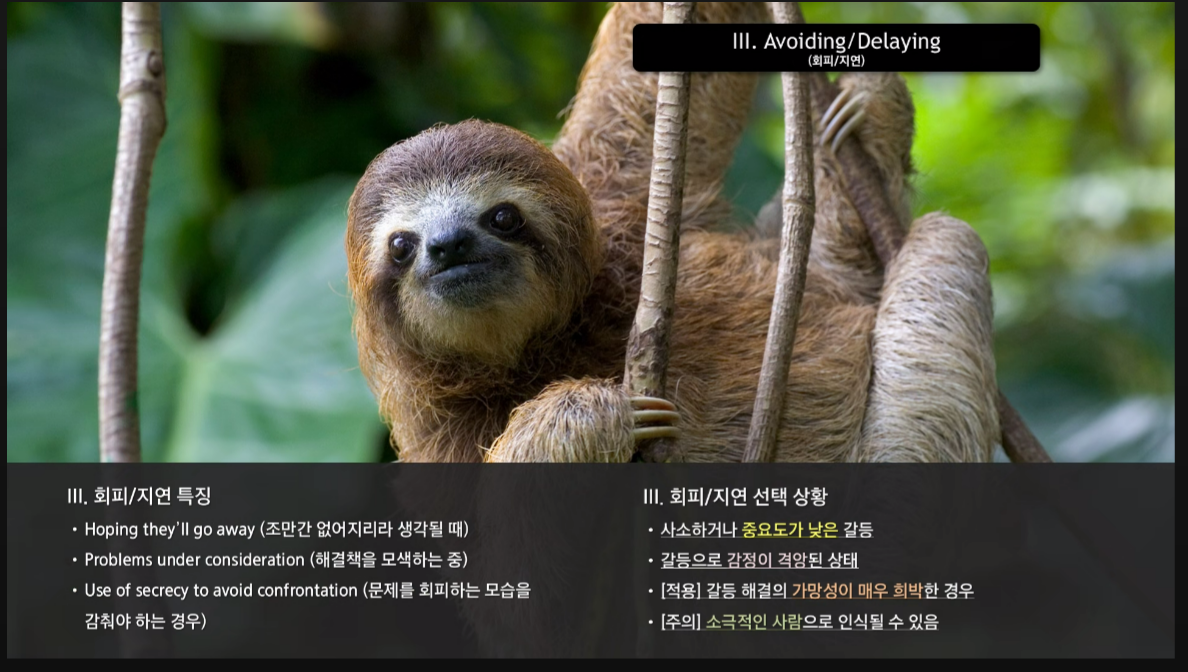 III. Avoiding/Delaying
(회피/지연)
III. 회피/지연 특징
• Hoping they'll go away (조만간 없어지리라 생각될 때)
• Problems under consideration (해결책을 모색하는 중)
• Use of secrecy to avoid confrontation (문제를 회피하는 모습을
감춰야 하는 경우)
III. 회피/지연 선택 상황
• 사소하거나 중요도가 낮은 갈등
• 갈등으로 감정이 격앙된 상태
• [적용] 갈등 해결의 가망성이 매우 희박한 경우
• [주의] 소극적인 사람으로 인식될 수 있음